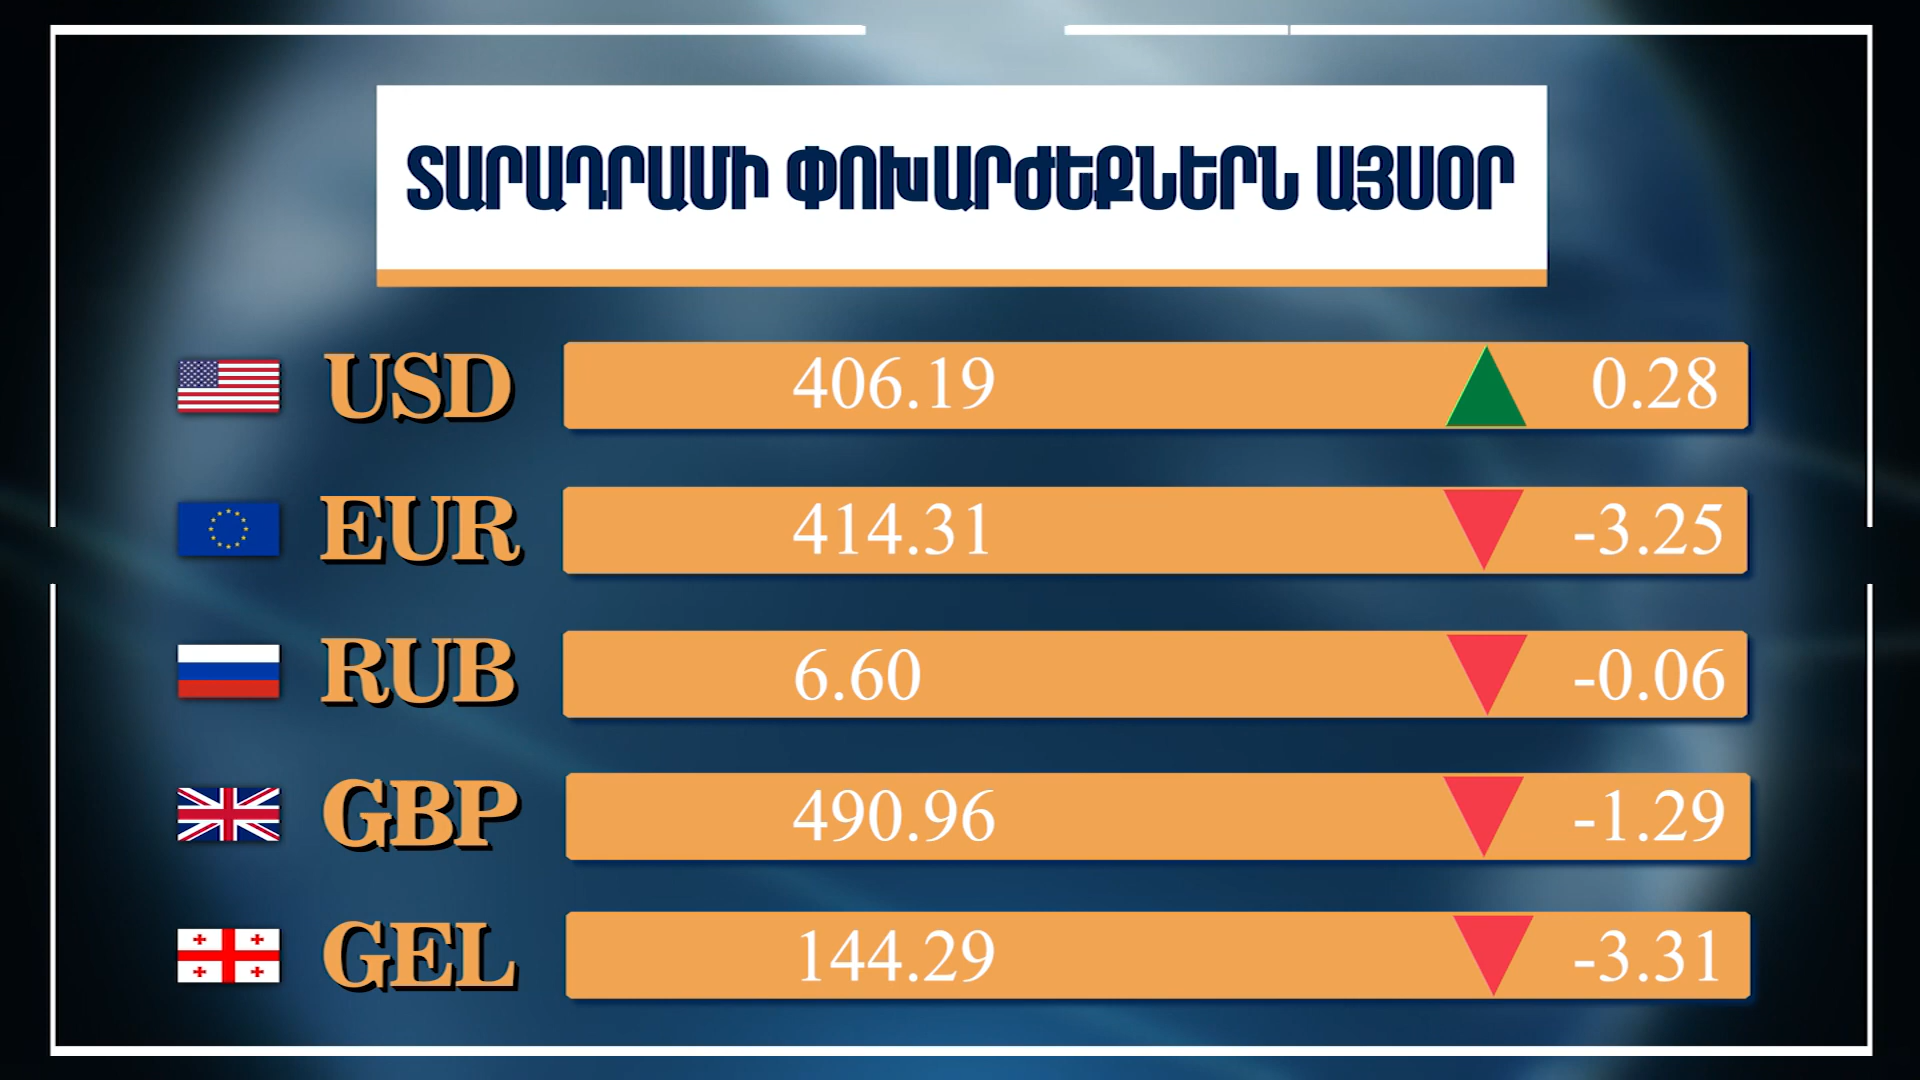 ՏԱՐԱԴՐԱՄԻ ՓՈԽԱՐԺԵՔՆԵՐՆ ԱՅՍՕՐ
USD 406.19 0.28
EUR 414.31 -3.25
RUB 6.60 -0.06
GBP 490.96 -1.29
GEL 144.29 -3.31